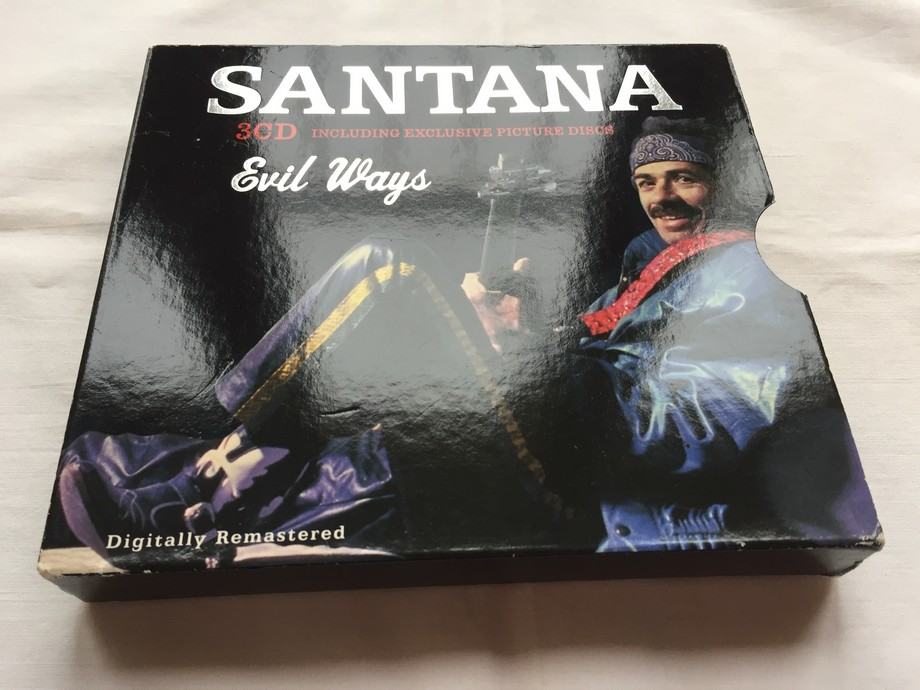 SANTANA
3CD INCLUDING EXCLUSIVE PICTURE DISCS
Evil Ways
Digitally Remastered